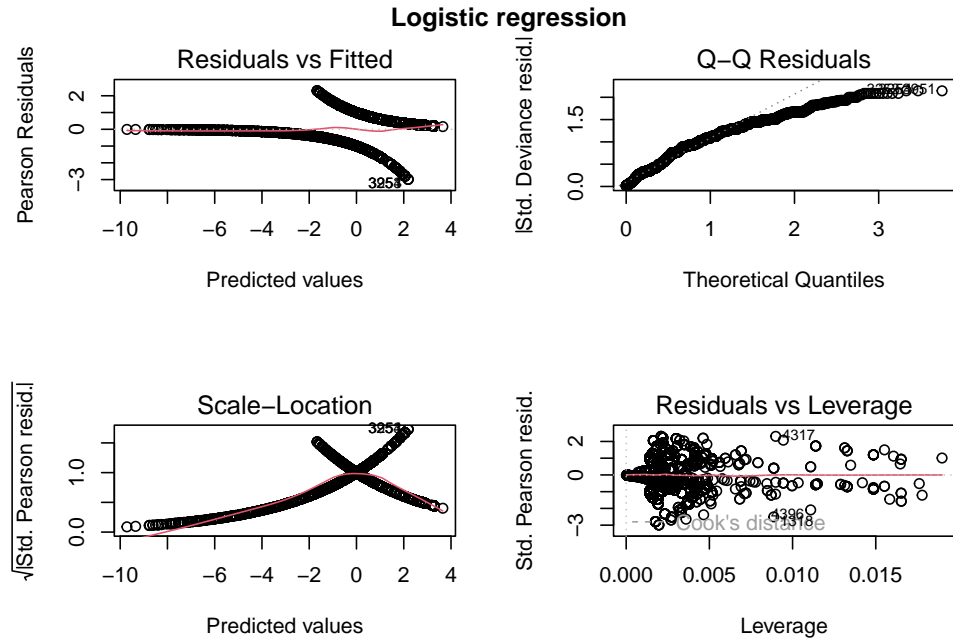 Logistic regression
Residuals vs Fitted
Pearson Residuals
2
0
−3
−10
−6
−4
−2
0
2
4
Predicted values
Q−Q Residuals
|Std. Deviance resid.|
1.5
0.0
0
1
2
3
Theoretical Quantiles
Scale−Location
√|Std. Pearson resid.|
1.0
0.0
−10
−6
−4
−2
0
2
4
Predicted values
Residuals vs Leverage
Std. Pearson resid.
2
0
−3
4317
4396
1318
Cook's distance
0.000
0.005
0.010
0.015
Leverage